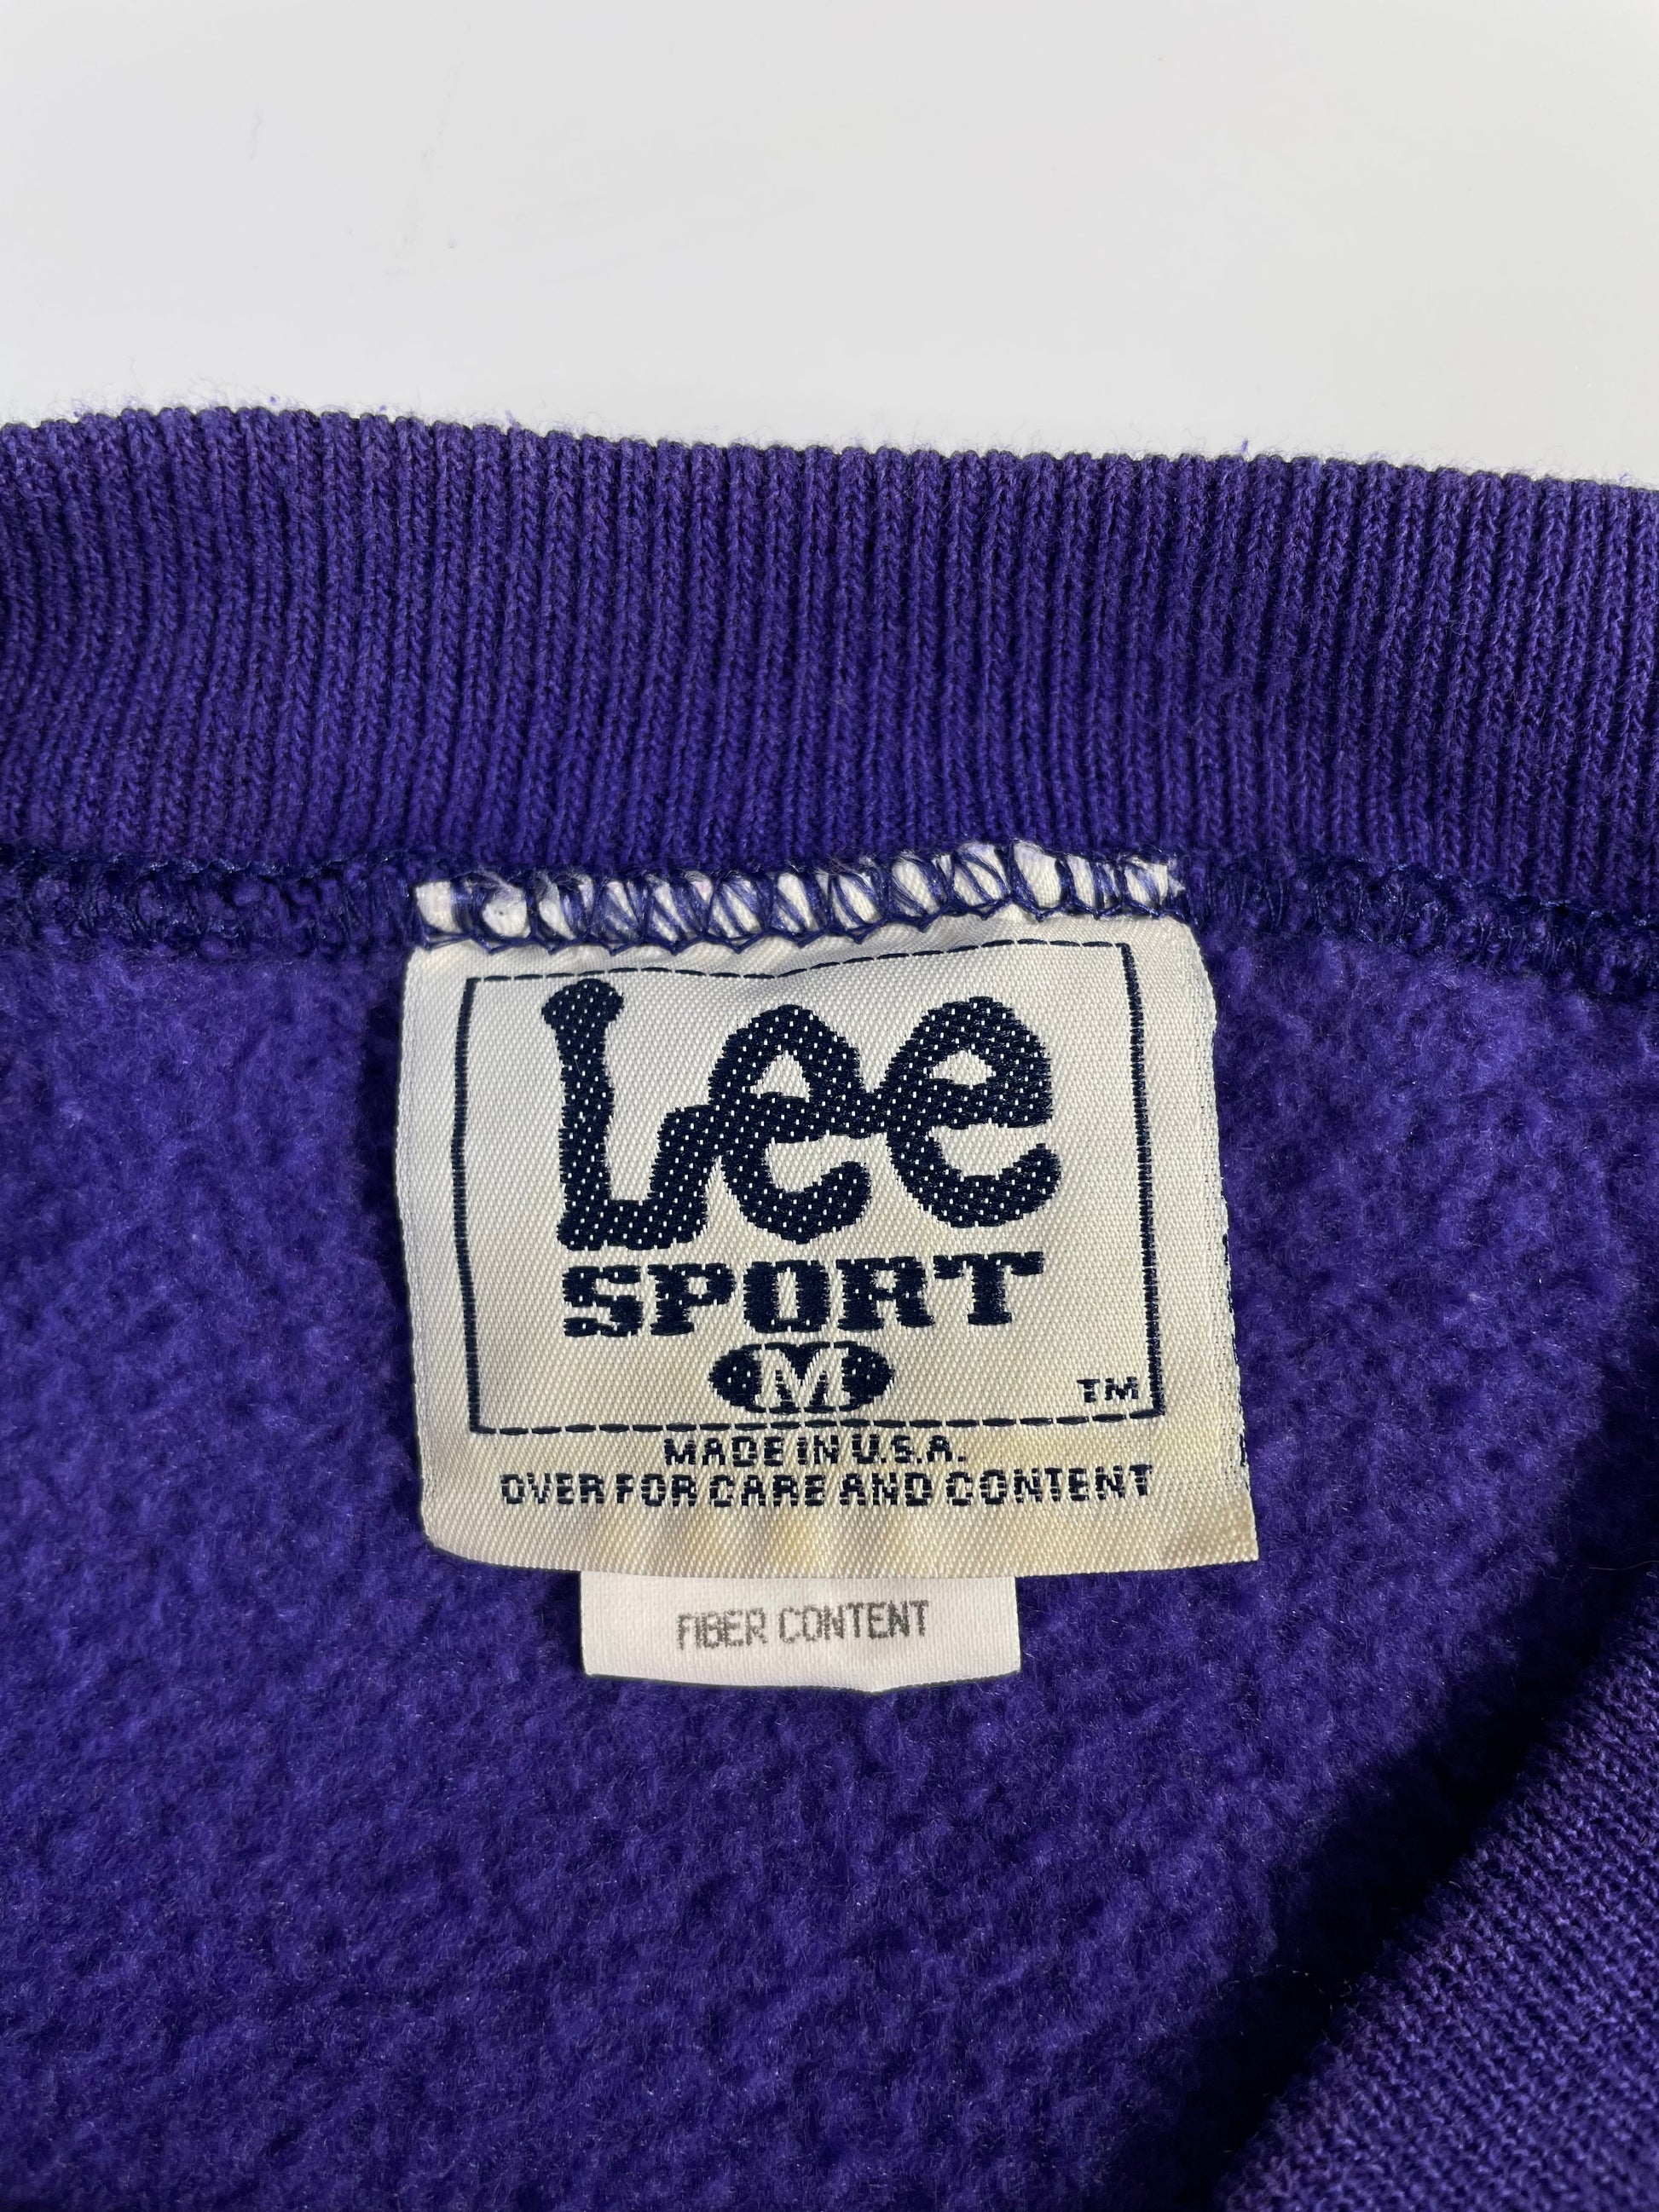 Lee
SPORT
M
TM
MADE IN U.S.A.
OVER FOR CARE AND CONTENT
FIBER CONTENT